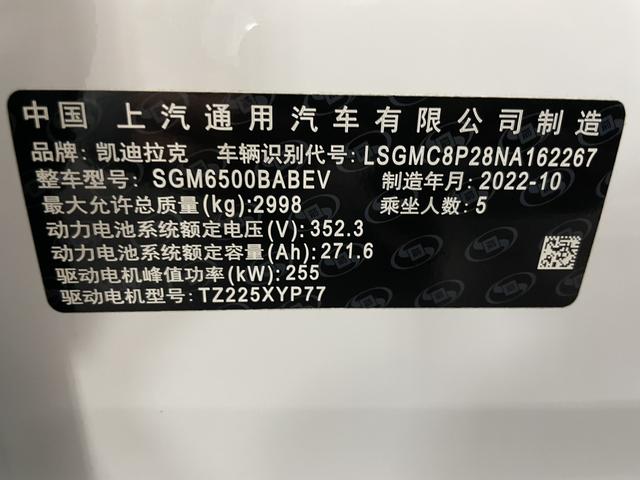 中国 上汽通用汽车有限公司制造
品牌: 凯迪拉克 车辆识别代号: LSGMC8P28NA162267
整车型号: SGM6500BABEV 制造年月: 2022-10
最大允许总质量(kg):2998 乘坐人数: 5
动力电池系统额定电压(V): 352.3
动力电池系统额定容量(Ah):271.6
驱动电机峰值功率(kW): 255
驱动电机型号: TZ225XYP77